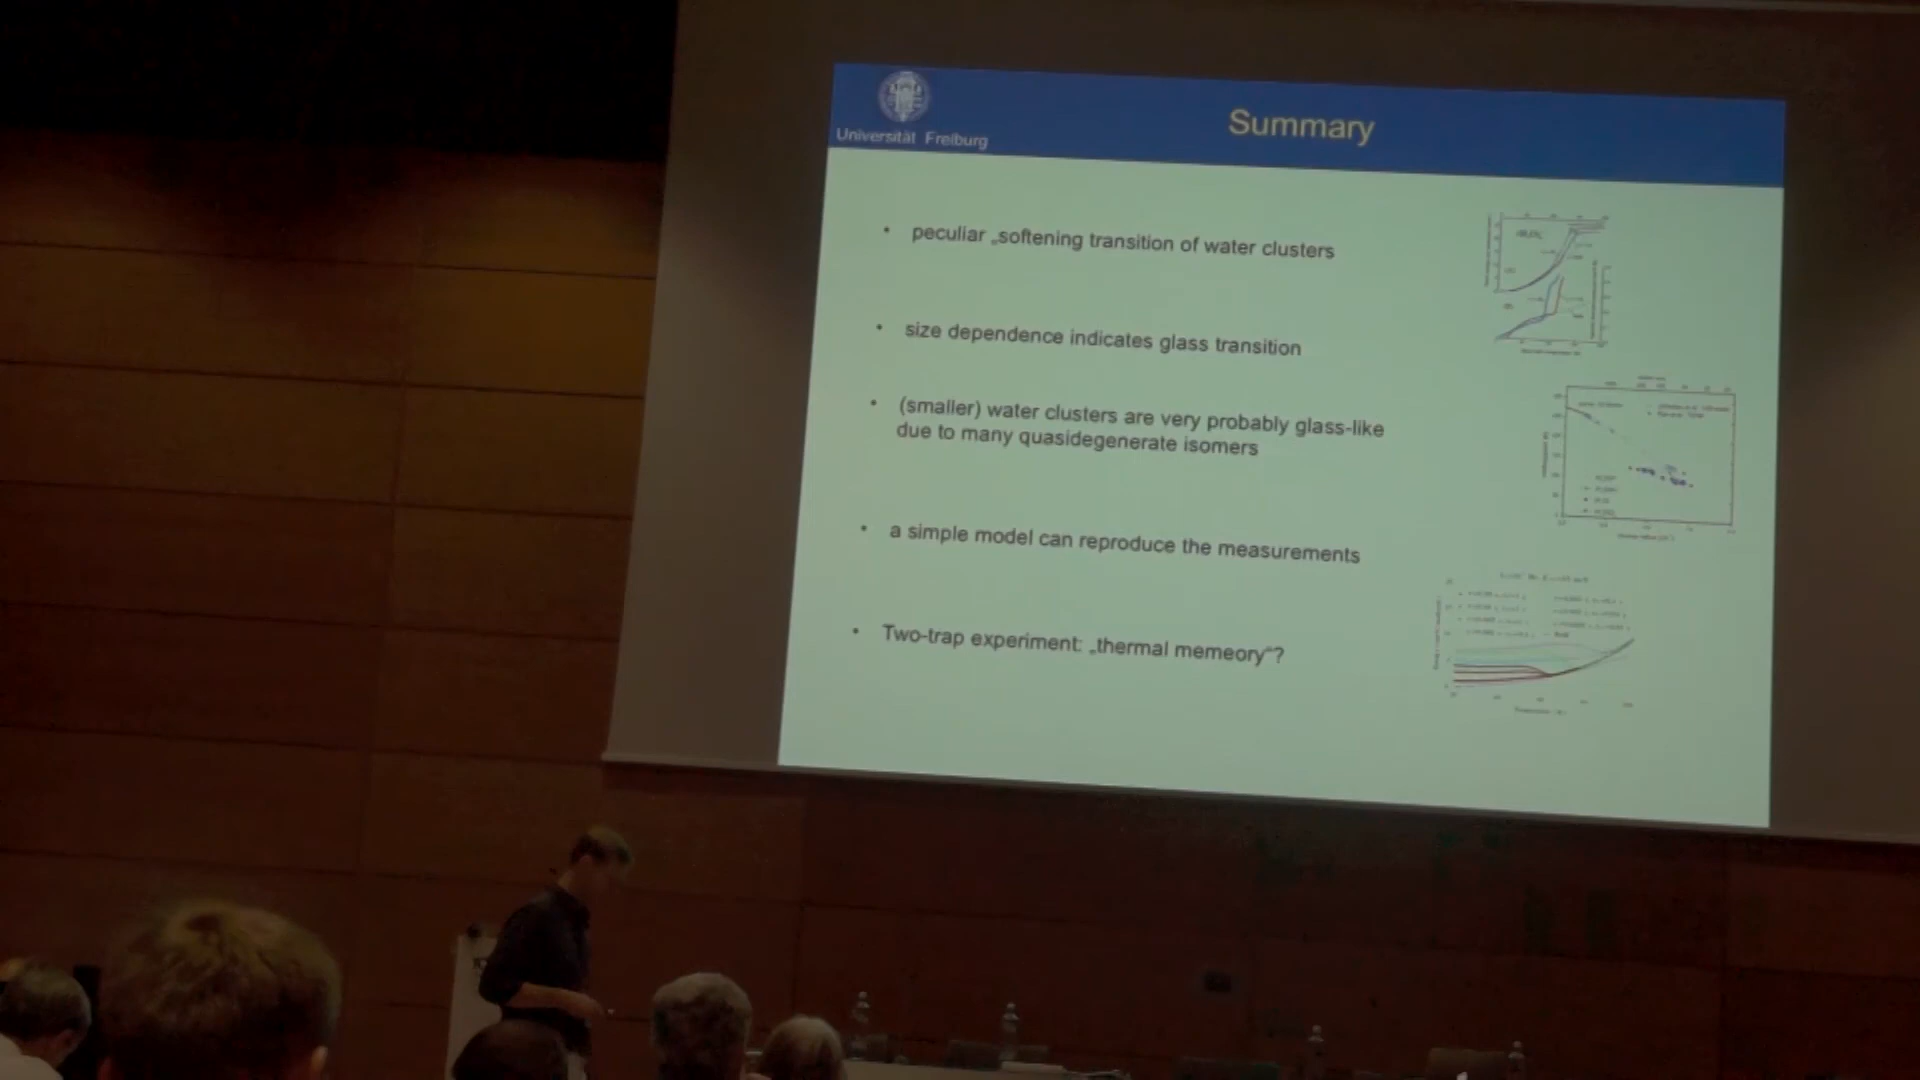 Universität Freiburg
Summary
• peculiar „softening transition of water clusters
• size dependence indicates glass transition
• (smaller) water clusters are very probably glass-like
due to many quasidegenerate isomers
• a simple model can reproduce the measurements
• Two-trap experiment: „thermal memeory“?